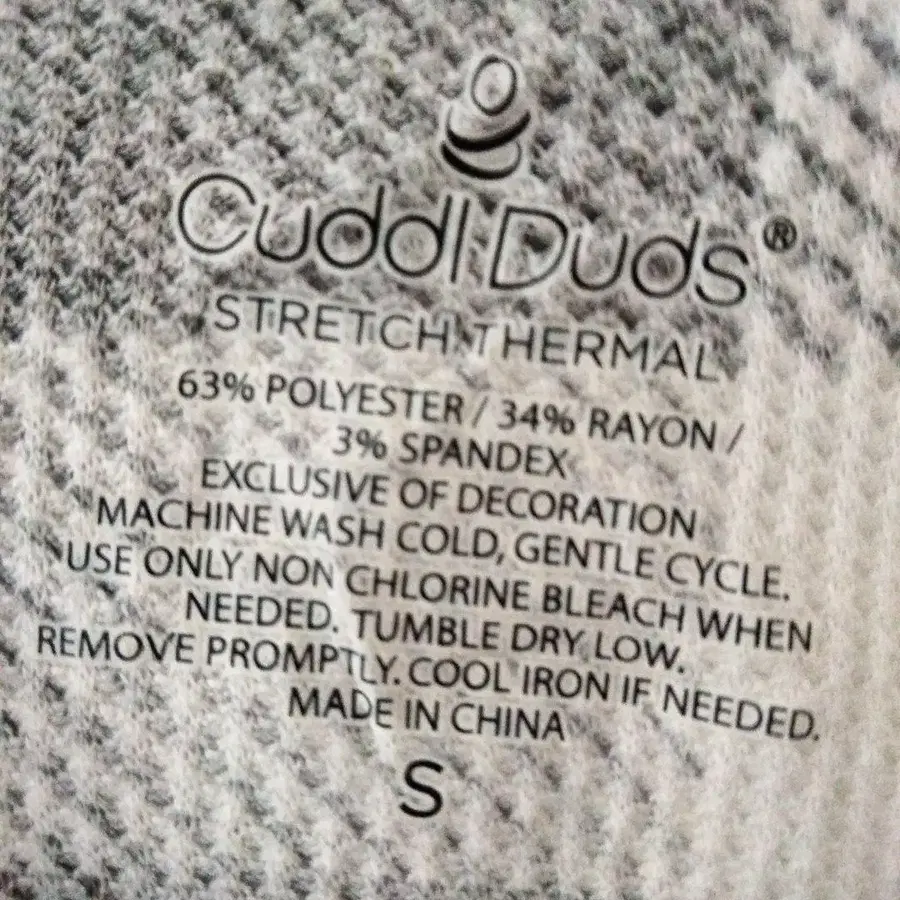 Cuddl Duds®
STRETCH THERMAL
63% POLYESTER / 34% RAYON /
3% SPANDEX
EXCLUSIVE OF DECORATION
MACHINE WASH COLD, GENTLE CYCLE.
USE ONLY NON CHLORINE BLEACH WHEN
NEEDED. TUMBLE DRY LOW.
REMOVE PROMPTLY. COOL IRON IF NEEDED.
MADE IN CHINA
S